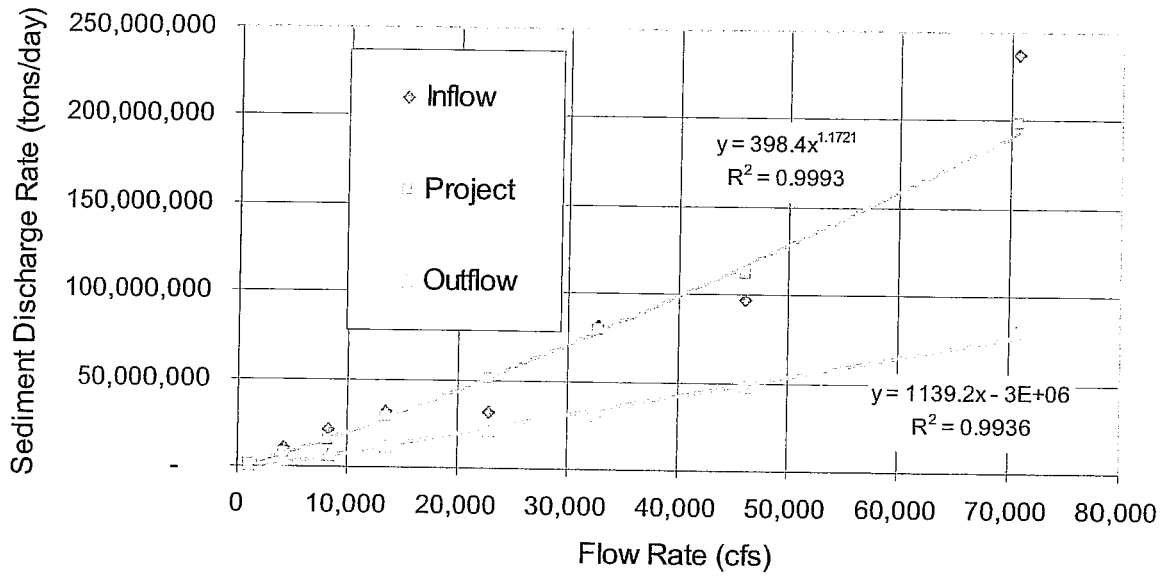 Sediment Discharge Rate (tons/day)
250,000,000
200,000,000
150,000,000
100,000,000
50,000,000
-
Inflow
Project
Outflow
y = 398.4x^1.1721
R² = 0.9993
y = 1139.2x - 3E+06
R² = 0.9936
0 10,000 20,000 30,000 40,000 50,000 60,000 70,000 80,000
Flow Rate (cfs)